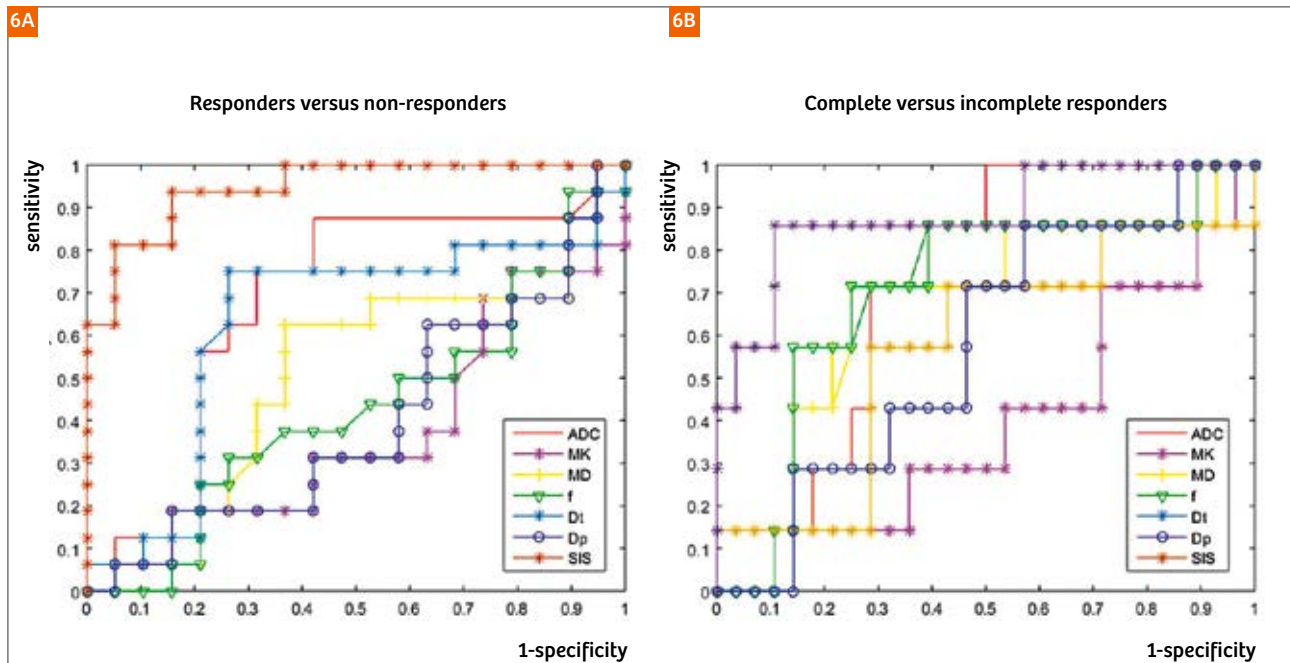 6A
Responders versus non-responders
sensitivity
1
0.9
0.8
0.7
0.6
0.5
0.4
0.3
0.2
0.1
0
0 0.1 0.2 0.3 0.4 0.5 0.6 0.7 0.8 0.9 1
1-specificity
ADC
MK
MD
f
Dt
Dp
SIS
6B
Complete versus incomplete responders
sensitivity
1
0.9
0.8
0.7
0.6
0.5
0.4
0.3
0.2
0.1
0
0 0.1 0.2 0.3 0.4 0.5 0.6 0.7 0.8 0.9 1
1-specificity
ADC
MK
MD
f
Dt
Dp
SIS